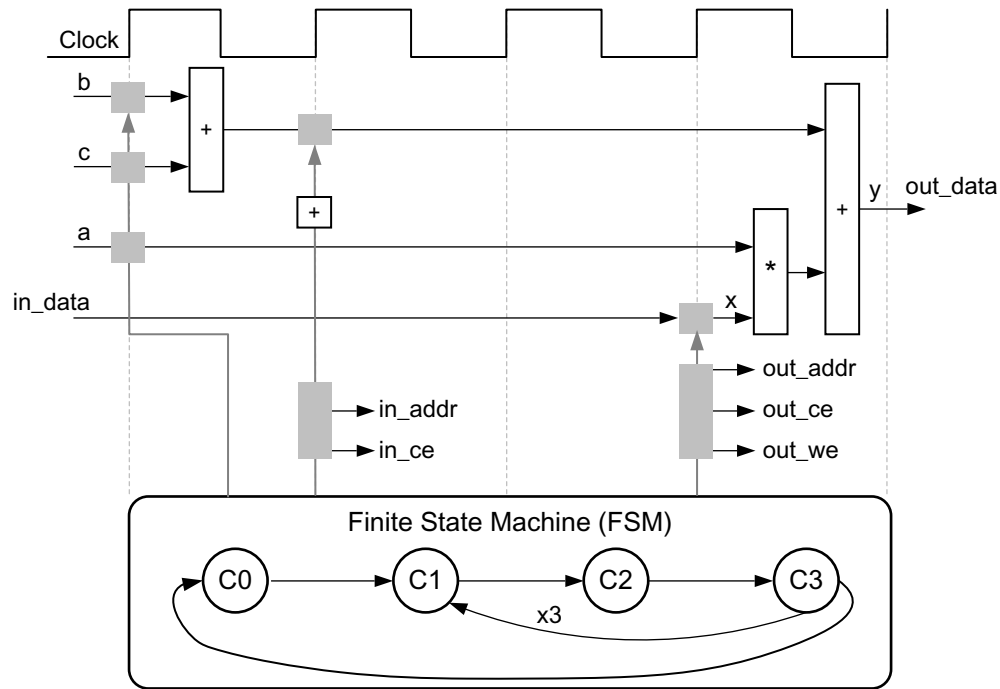 Clock
b
+
c
+
a
in_data
x
*
+
y
out_data
in_addr
in_ce
out_addr
out_ce
out_we
Finite State Machine (FSM)
C0
C1
C2
C3
x3